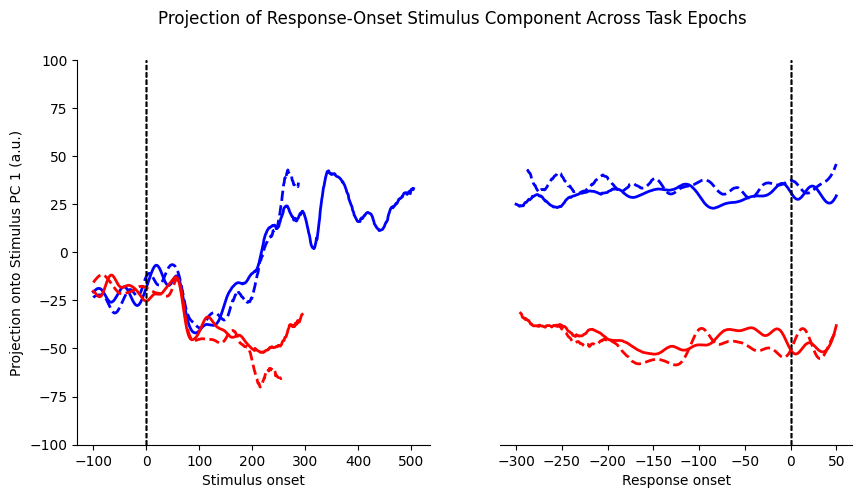 Projection of Response-Onset Stimulus Component Across Task Epochs
Projection onto Stimulus PC 1 (a.u.)
100
75
50
25
0
−25
−50
−75
−100
−100 0 100 200 300 400 500
Stimulus onset
−300 −250 −200 −150 −100 −50 0 50
Response onset